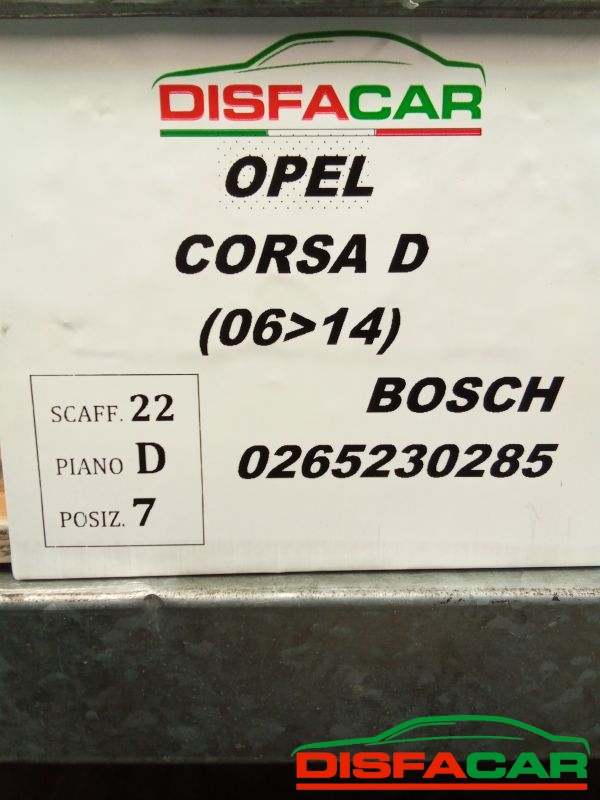 DISFACAR
OPEL
CORSA D
(06>14)
BOSCH
0265230285
SCAFF. 22
PIANO D
POSIZ. 7
DISFACAR